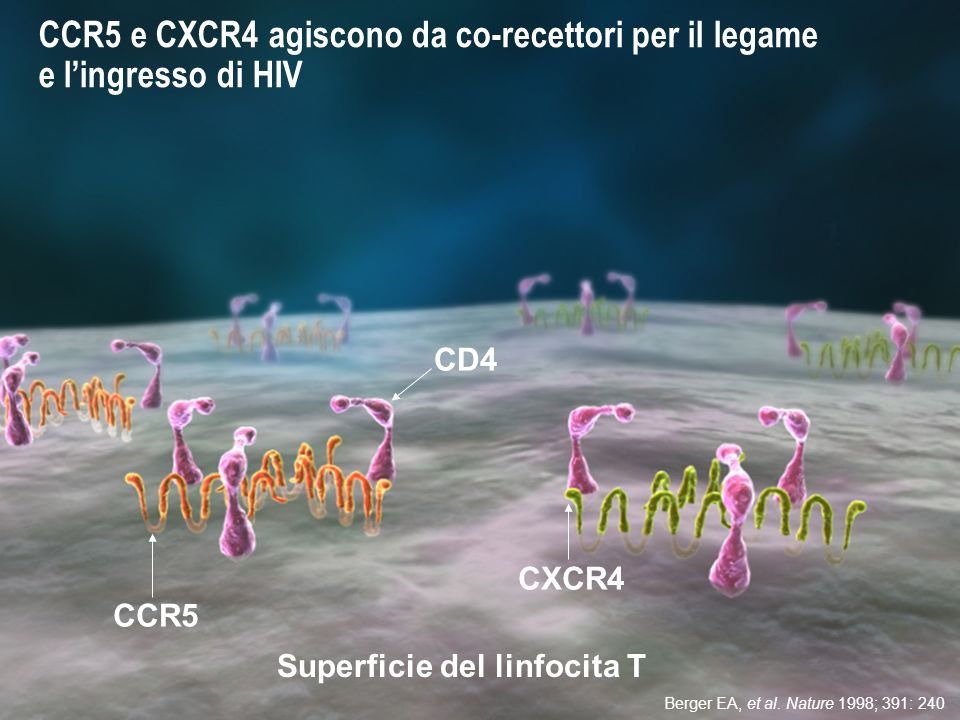 CCR5 e CXCR4 agiscono da co-recettori per il legame
e l’ingresso di HIV
CD4
CXCR4
CCR5
Superficie del linfocita T
Berger EA, et al. Nature 1998; 391: 240